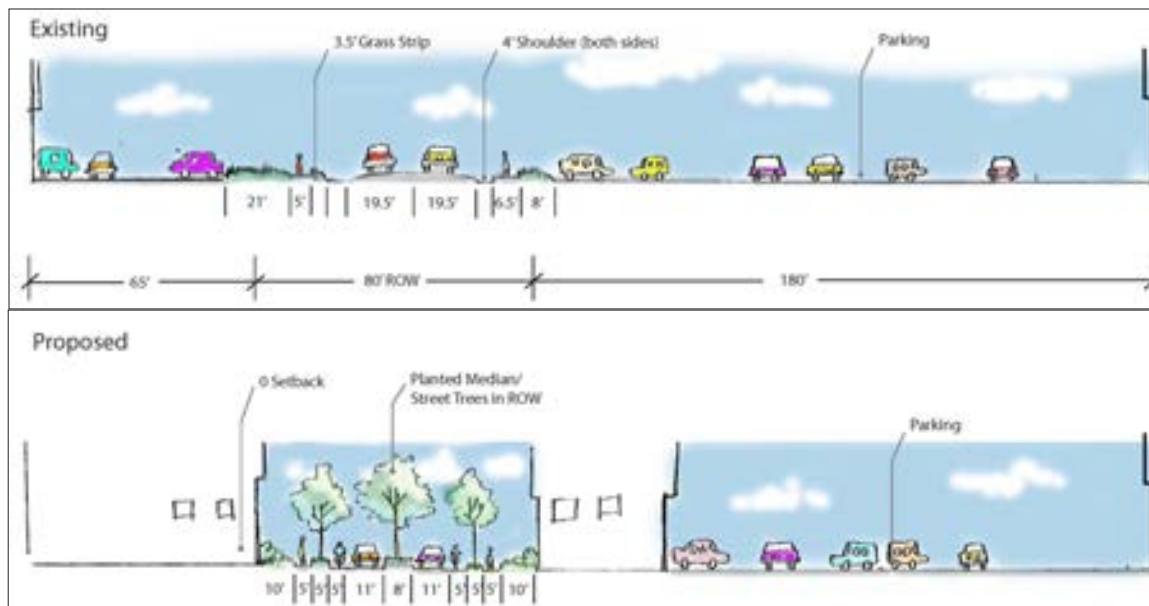 Existing
3.5' Grass Strip
4' Shoulder (both sides)
Parking
21' 5' 19.5' 19.5' 6.5' 8'
65' 80' ROW 180'
Proposed
0 Setback
Planted Median/
Street Trees in ROW
Parking
10' 5' 5' 5' 11' 8' 11' 5' 5' 5' 10'